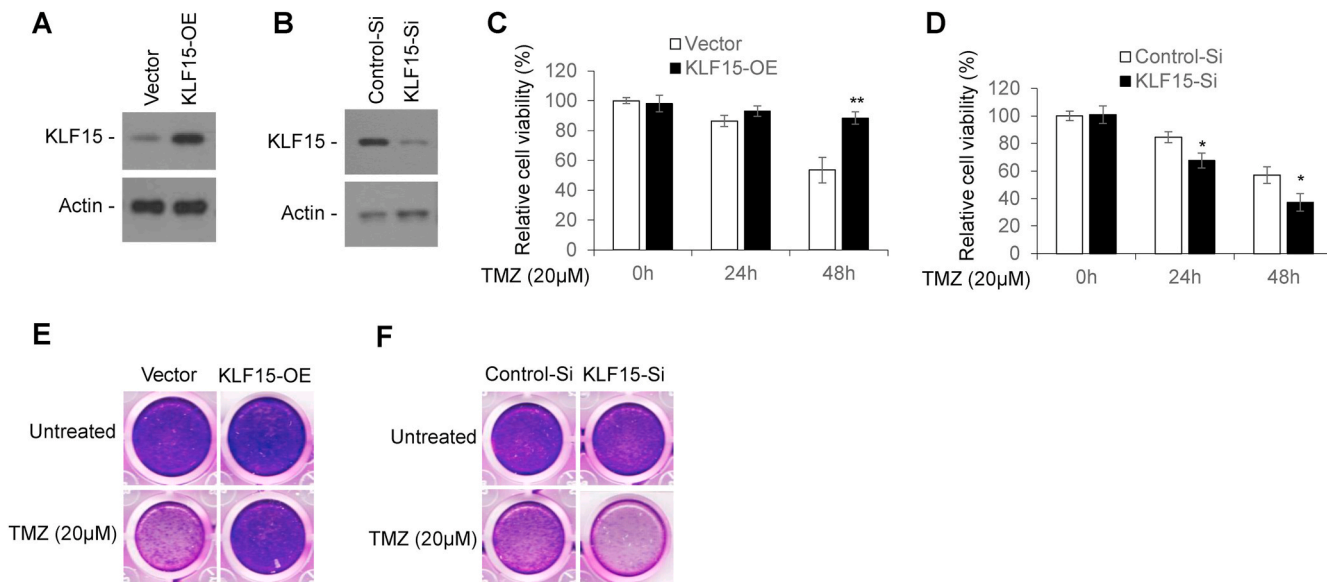 A
Vector
KLF15-OE
KLF15 -
Actin -
B
Control-Si
KLF15-Si
KLF15 -
Actin -
C
Vector
KLF15-OE
Relative cell viability (%)
120
100
80
60
40
20
0
**
0h 24h 48h
TMZ (20µM)
D
Control-Si
KLF15-Si
Relative cell viability (%)
120
100
80
60
40
20
0
*
*
0h 24h 48h
TMZ (20µM)
E
Vector KLF15-OE
Untreated
TMZ (20µM)
F
Control-Si KLF15-Si
Untreated
TMZ (20µM)